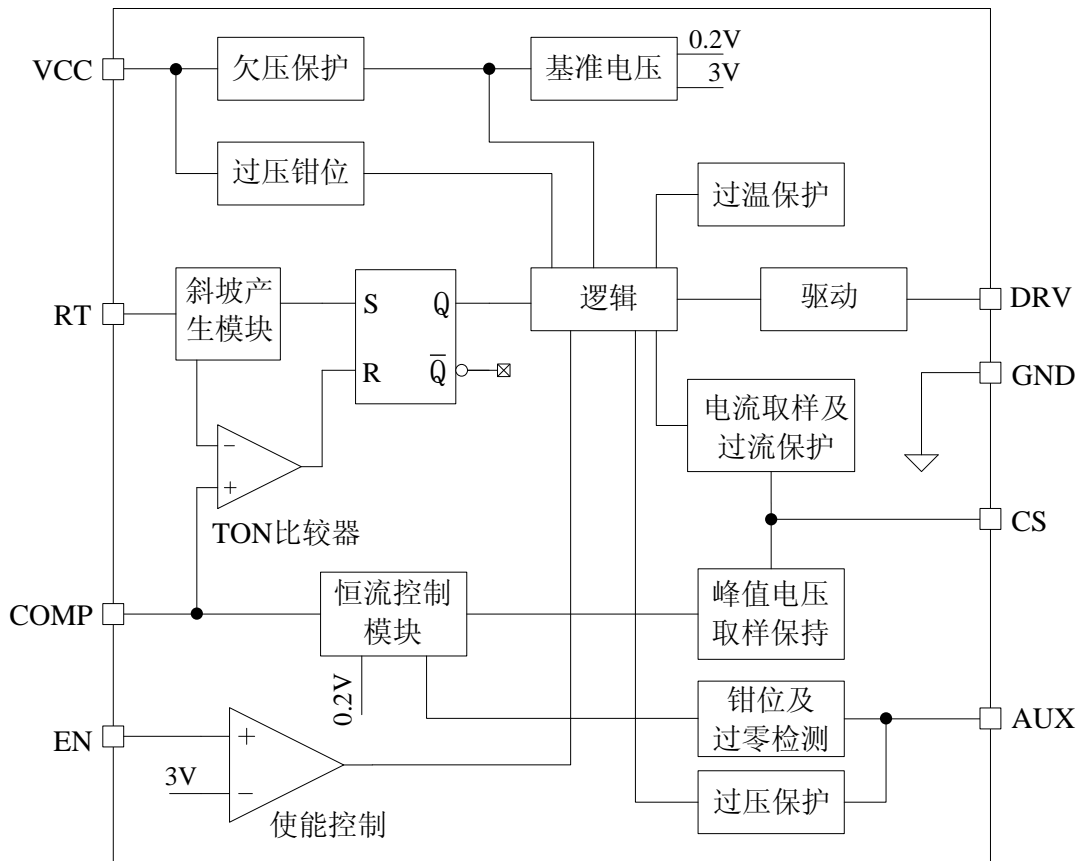 VCC
欠压保护
基准电压
0.2V
3V
过压钳位
过温保护
RT
斜坡产
生模块
S
Q
R
Q̅
逻辑
驱动
DRV
GND
电流取样及
过流保护
−
+
TON比较器
CS
COMP
恒流控制
模块
峰值电压
取样保持
0.2V
钳位及
过零检测
AUX
EN
+
3V
−
使能控制
过压保护